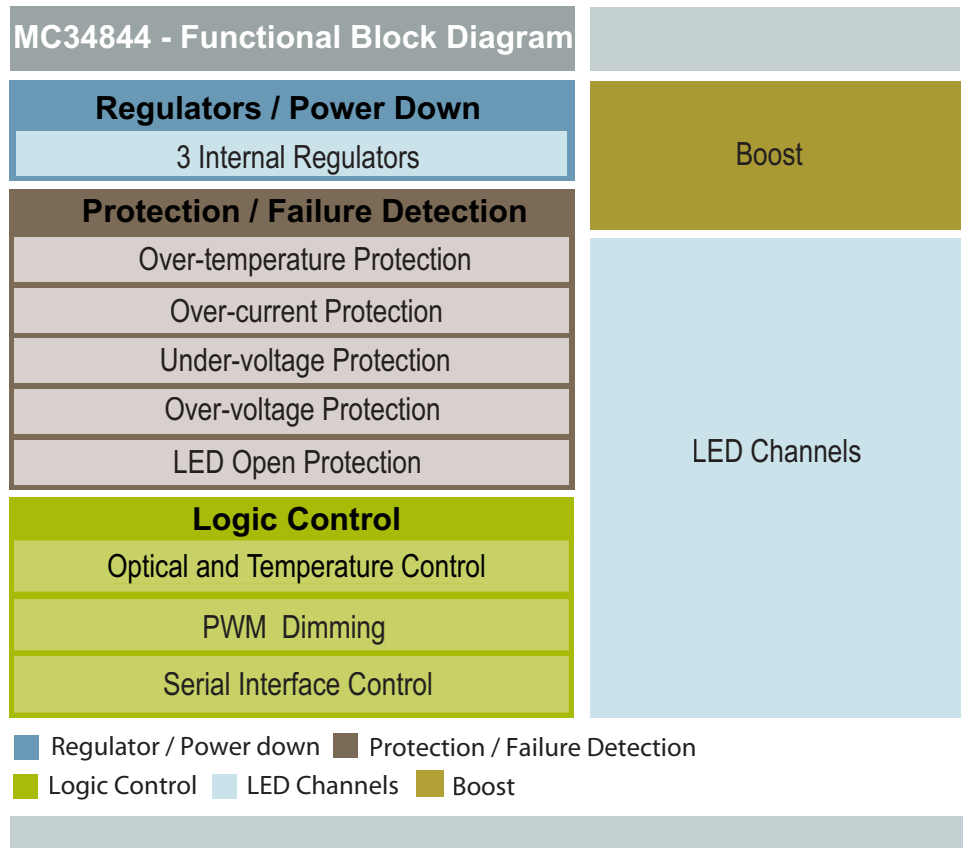 MC34844 - Functional Block Diagram
Regulators / Power Down
3 Internal Regulators
Protection / Failure Detection
Over-temperature Protection
Over-current Protection
Under-voltage Protection
Over-voltage Protection
LED Open Protection
Logic Control
Optical and Temperature Control
PWM Dimming
Serial Interface Control
Boost
LED Channels
Regulator / Power down Protection / Failure Detection
Logic Control LED Channels Boost